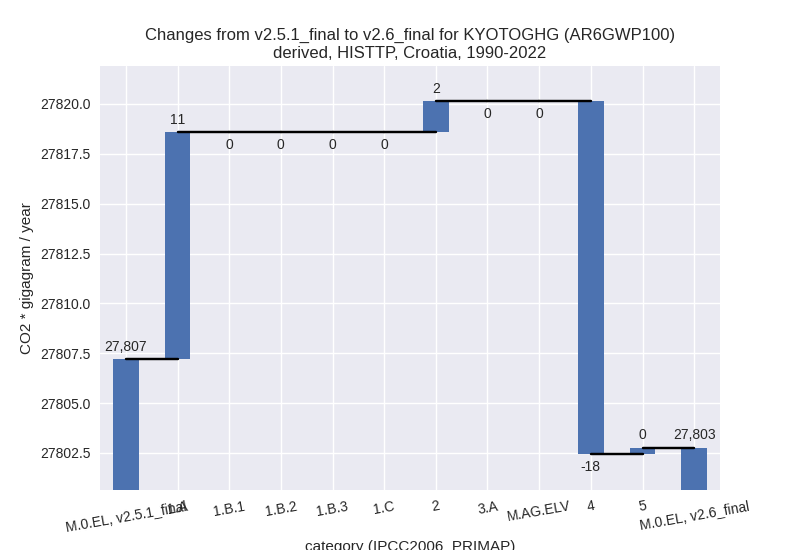 Changes from v2.5.1_final to v2.6_final for KYOTOGHG (AR6GWP100)
derived, HISTTP, Croatia, 1990-2022
CO2 * gigagram / year
27820.0
27817.5
27815.0
27812.5
27810.0
27807.5
27805.0
27802.5
27,807
11
0
0
0
0
2
0
0
-18
0
27,803
M.0.EL, v2.5.1_final
1.A
1.B.1
1.B.2
1.B.3
1.C
2
3.A
M.AG.ELV
4
5
M.0.EL, v2.6_final
category (IPCC2006_PRIMAP)